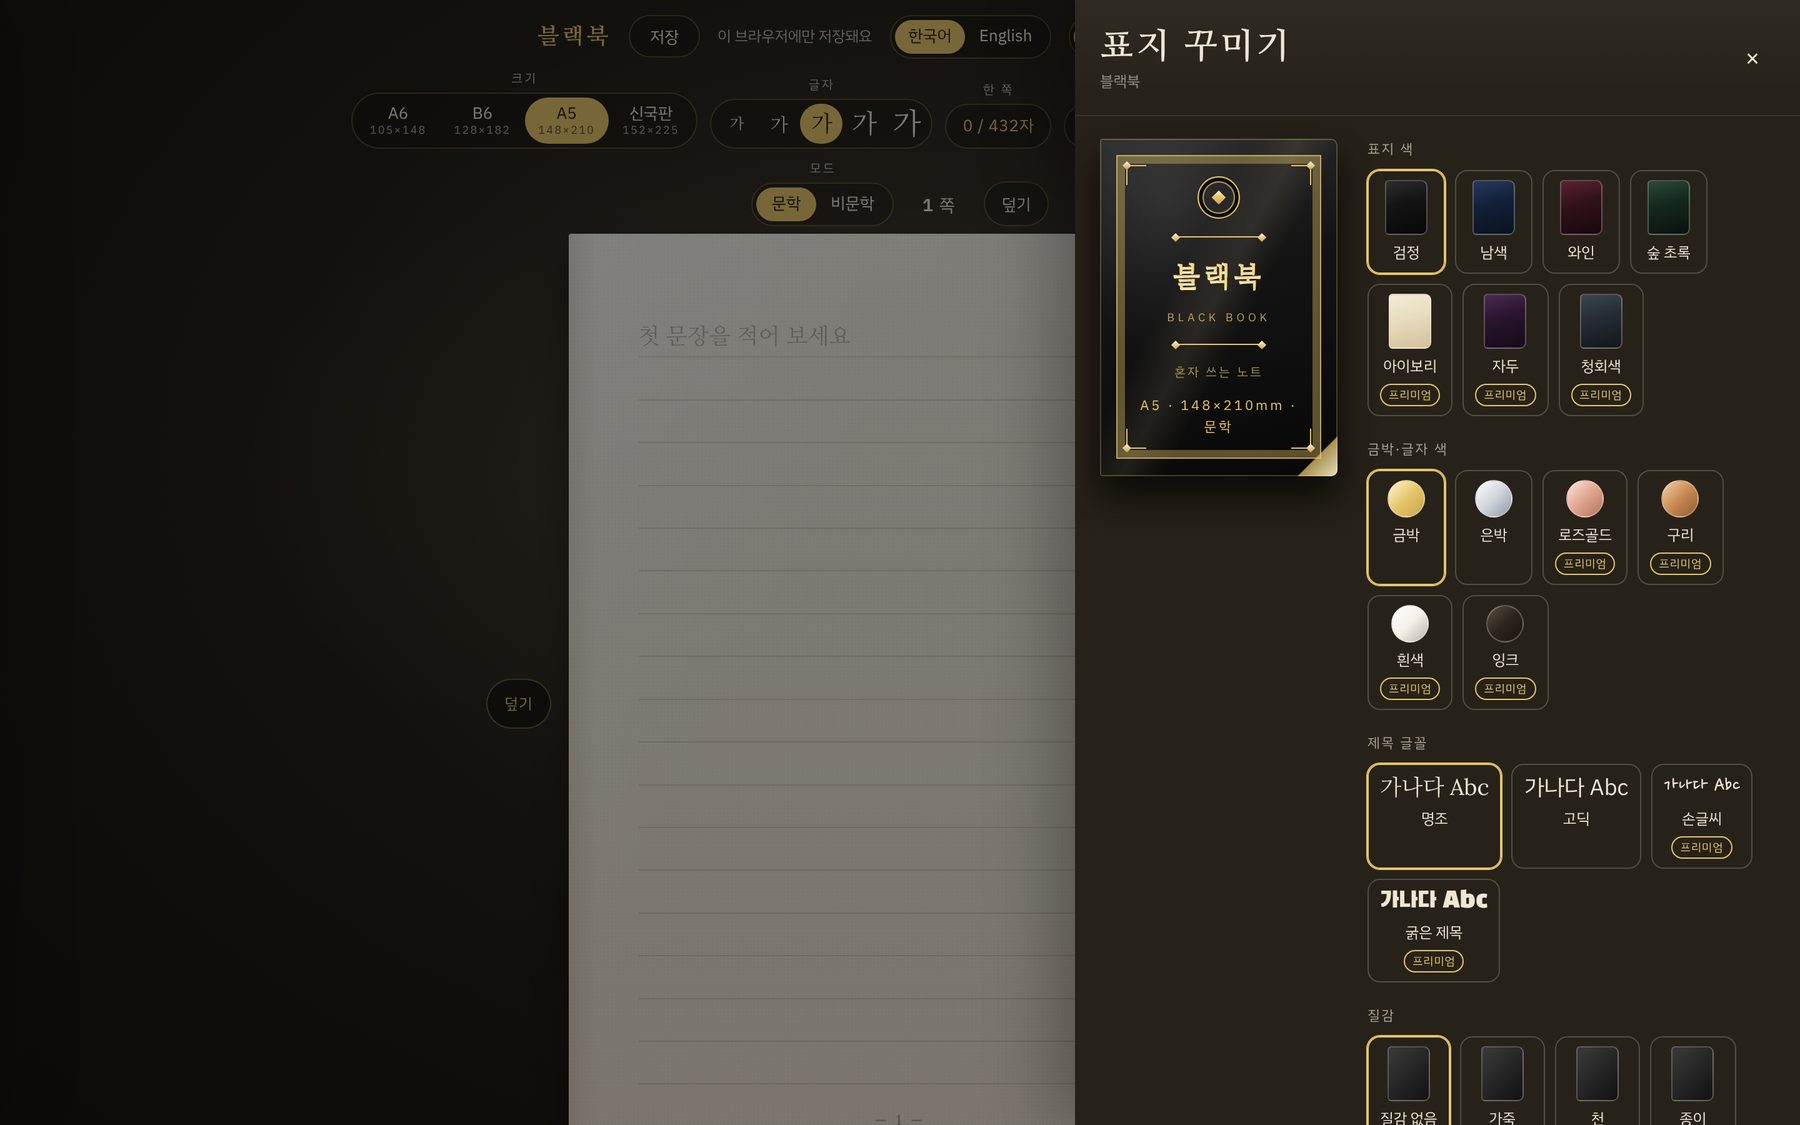 블랙북 저장 이 브라우저에만 저장돼요 한국어 English
크기
A6 B6 A5 신국판
105×148 128×182 148×210 152×225
글자
가 가 가 가 가
한 쪽
0 / 432자
모드
문학 비문학 1 쪽 덮기
첫 문장을 적어 보세요
덮기
— 1 —
표지 꾸미기
블랙북
×
블랙북
BLACK BOOK
혼자 쓰는 노트
A5 · 148×210mm ·
문학
표지 색
검정 남색 와인 숲 초록
아이보리 자두 청회색
프리미엄 프리미엄 프리미엄
금박·글자 색
금박 은박 로즈골드 구리
프리미엄 프리미엄
흰색 잉크
프리미엄 프리미엄
제목 글꼴
가나다 Abc 가나다 Abc 가나다 Abc
명조 고딕 손글씨
프리미엄
가나다 Abc
굵은 제목
프리미엄
질감
질감 없음 가죽 천 종이